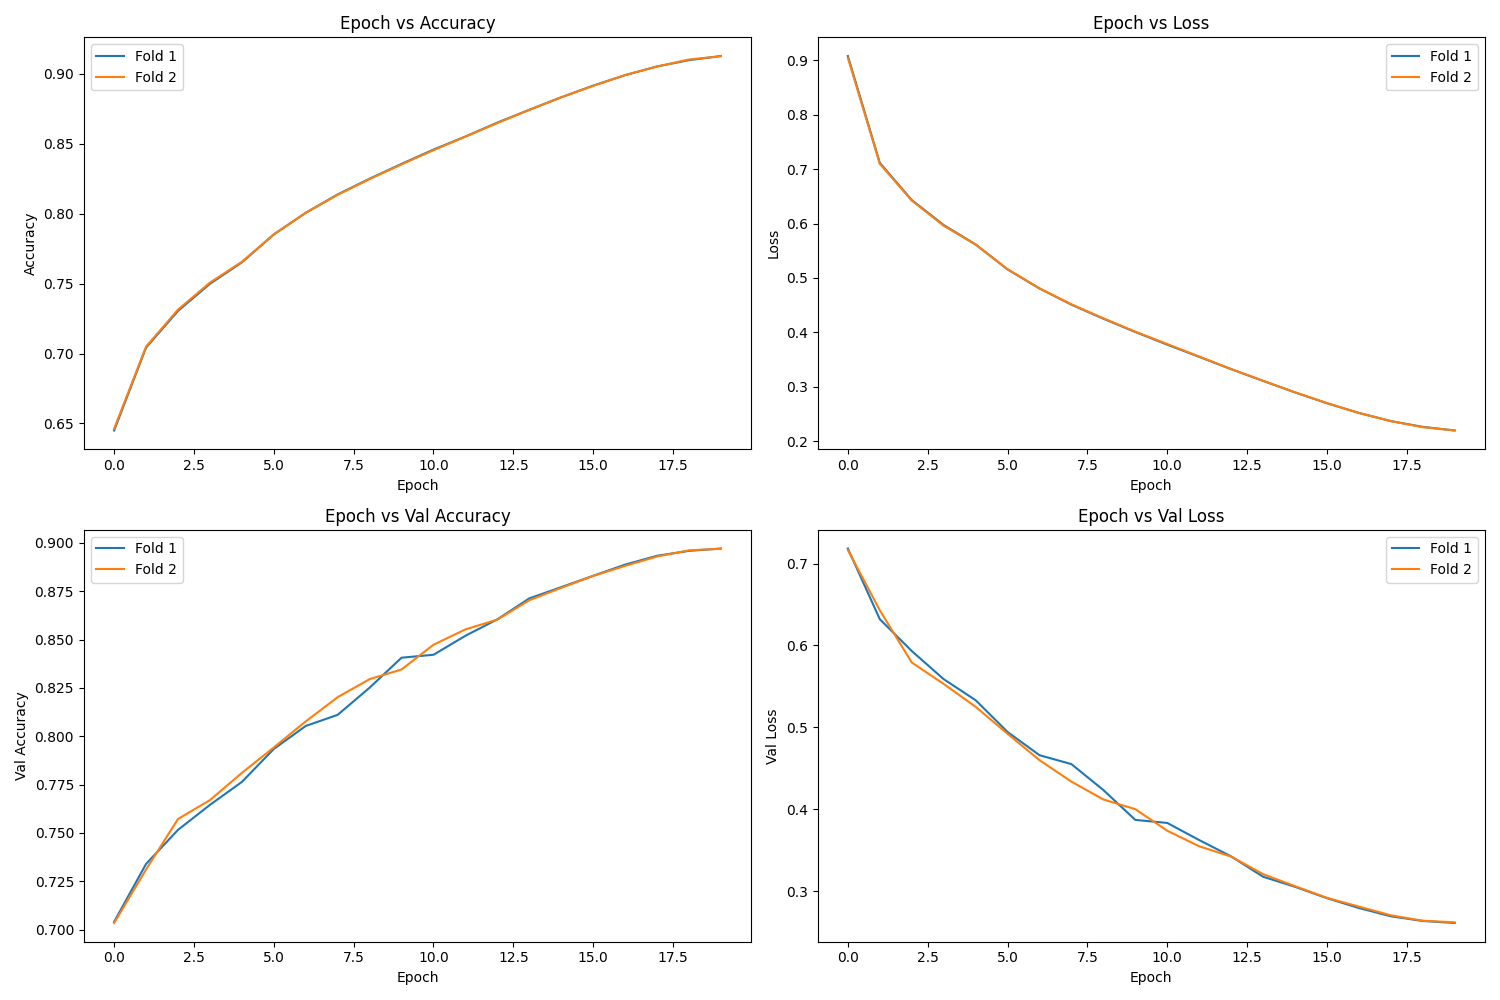 Epoch vs Accuracy
Fold 1
Fold 2
0.90
0.85
0.80
0.75
0.70
0.65
Accuracy
0.0 2.5 5.0 7.5 10.0 12.5 15.0 17.5
Epoch
Epoch vs Loss
Fold 1
Fold 2
0.9
0.8
0.7
0.6
0.5
0.4
0.3
0.2
Loss
0.0 2.5 5.0 7.5 10.0 12.5 15.0 17.5
Epoch
Epoch vs Val Accuracy
Fold 1
Fold 2
0.900
0.875
0.850
0.825
0.800
0.775
0.750
0.725
0.700
Val Accuracy
0.0 2.5 5.0 7.5 10.0 12.5 15.0 17.5
Epoch
Epoch vs Val Loss
Fold 1
Fold 2
0.7
0.6
0.5
0.4
0.3
Val Loss
0.0 2.5 5.0 7.5 10.0 12.5 15.0 17.5
Epoch